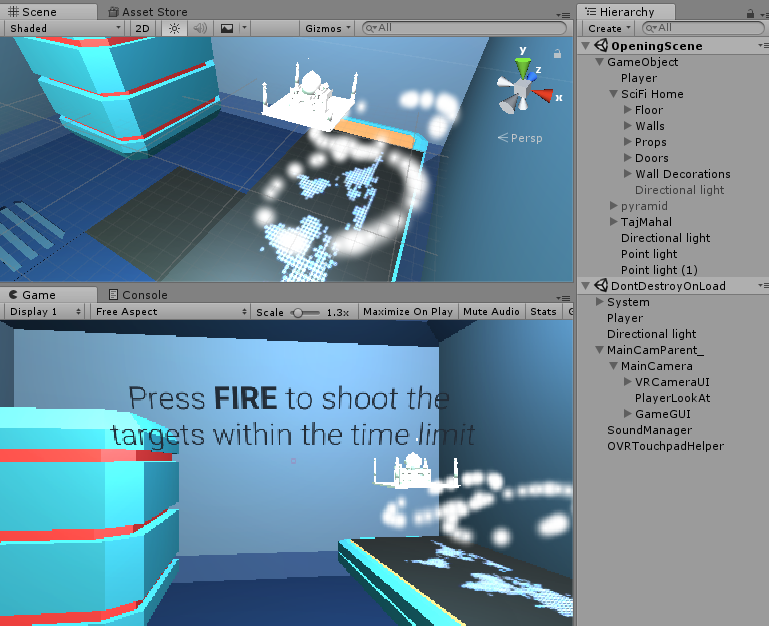 Scene Asset Store
Shaded 2D Gizmos All
y
z
x
Persp
Game Console
Display 1 Free Aspect Scale 1.3x Maximize On Play Mute Audio Stats
Press FIRE to shoot the
targets within the time limit
Hierarchy
Create All
OpeningScene
GameObject
Player
SciFi Home
Floor
Walls
Props
Doors
Wall Decorations
Directional light
pyramid
TajMahal
Directional light
Point light
Point light (1)
DontDestroyOnLoad
System
Player
Directional light
MainCamParent_
MainCamera
VRCameraUI
PlayerLookAt
GameGUI
SoundManager
OVRTouchpadHelper